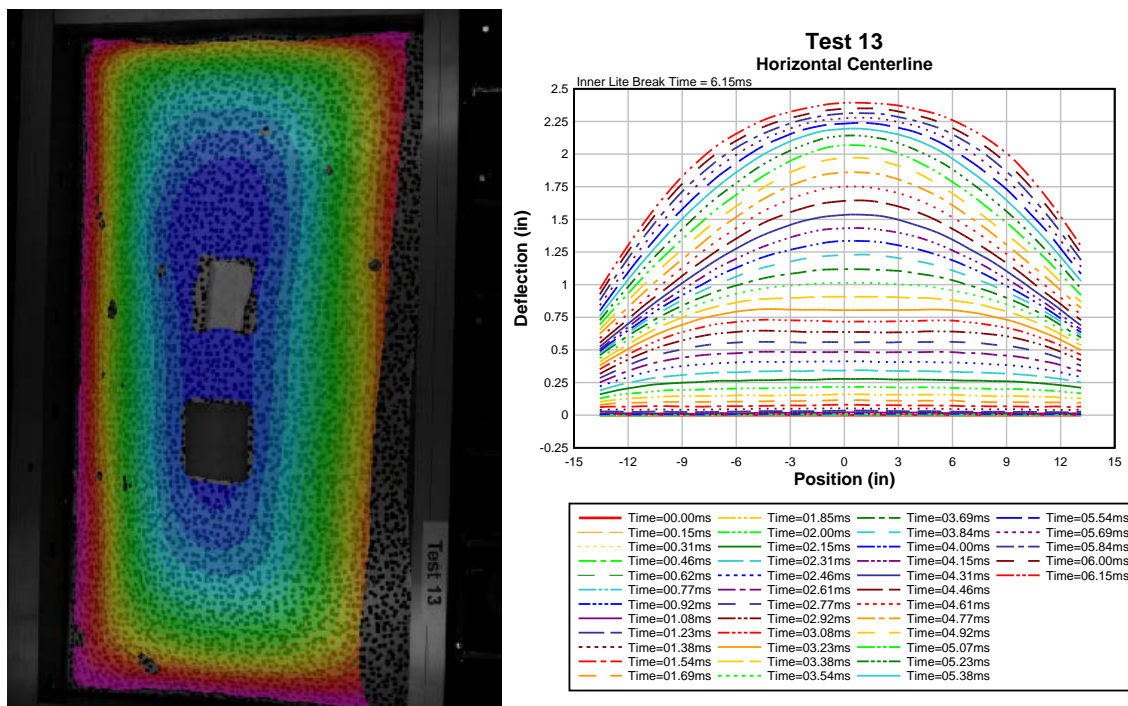 Test 13
Test 13
Horizontal Centerline
Inner Lite Break Time = 6.15ms
2.5
2.25
2
1.75
1.5
1.25
1
0.75
0.5
0.25
0
-0.25
Deflection (in)
-15 -12 -9 -6 -3 0 3 6 9 12 15
Position (in)
Time=00.00ms Time=01.85ms Time=03.69ms Time=05.54ms
Time=00.15ms Time=02.00ms Time=03.84ms Time=05.69ms
Time=00.31ms Time=02.15ms Time=04.00ms Time=05.84ms
Time=00.46ms Time=02.31ms Time=04.15ms Time=06.00ms
Time=00.62ms Time=02.46ms Time=04.31ms Time=06.15ms
Time=00.77ms Time=02.61ms Time=04.46ms
Time=00.92ms Time=02.77ms Time=04.61ms
Time=01.08ms Time=02.92ms Time=04.77ms
Time=01.23ms Time=03.08ms Time=04.92ms
Time=01.38ms Time=03.23ms Time=05.07ms
Time=01.54ms Time=03.38ms Time=05.23ms
Time=01.69ms Time=03.54ms Time=05.38ms